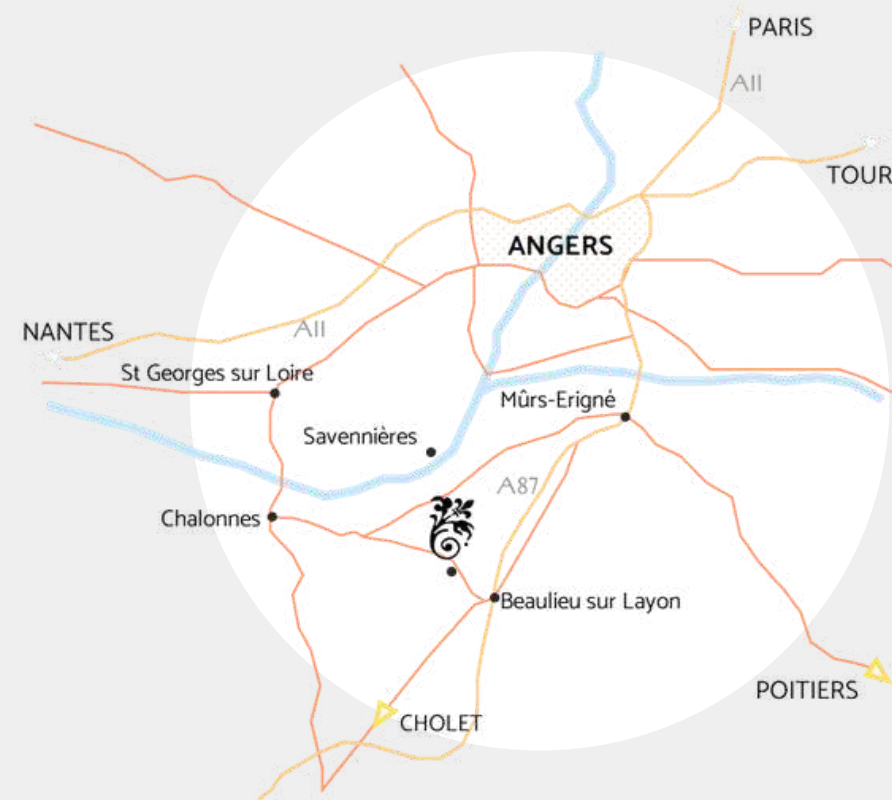 PARIS
A11
TOUR
ANGERS
NANTES
A11
St Georges sur Loire
Mûrs-Erigné
Savennières
A87
Chalonnes
Beaulieu sur Layon
POITIERS
CHOLET